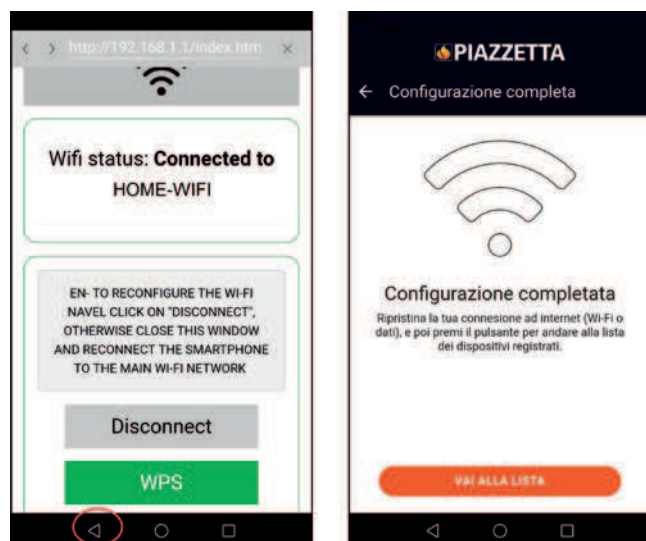 http://192.168.1.1/index.htm
Wifi status: Connected to
HOME-WIFI
EN- TO RECONFIGURE THE WI-FI
NAVEL CLICK ON "DISCONNECT",
OTHERWISE CLOSE THIS WINDOW
AND RECONNECT THE SMARTPHONE
TO THE MAIN WI-FI NETWORK
Disconnect
WPS
PIAZZETTA
Configurazione completa
Configurazione completata
Ripristina la tua connesione ad internet (Wi-Fi o
dati), e poi premi il pulsante per andare alla lista
dei dispositivi registrati.
VAI ALLA LISTA